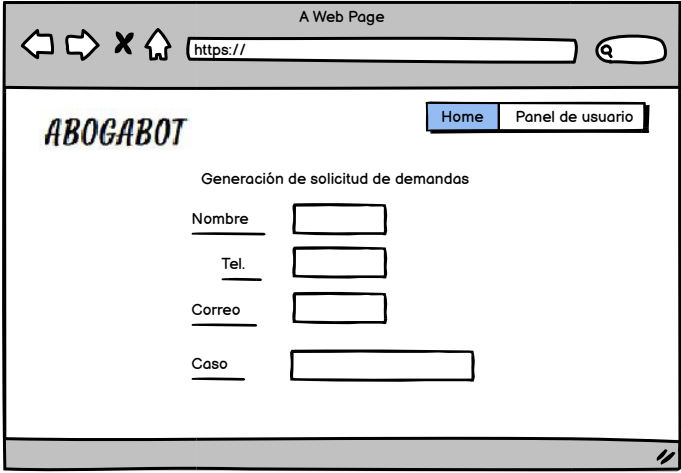 A Web Page
https://
ABOGABOT
Home Panel de usuario
Generación de solicitud de demandas
Nombre
Tel.
Correo
Caso